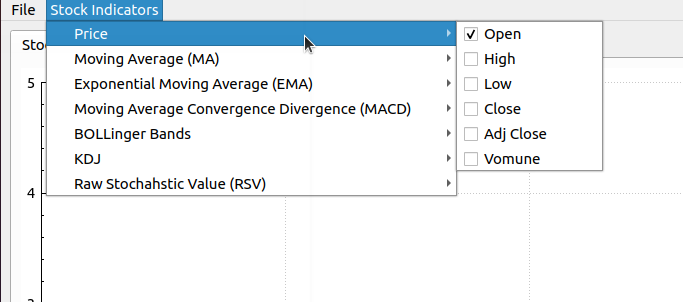 File Stock Indicators
Price
Open
Moving Average (MA)
High
Exponential Moving Average (EMA)
Low
Moving Average Convergence Divergence (MACD)
Close
BOLLinger Bands
Adj Close
KDJ
Vomune
Raw Stochahstic Value (RSV)
Stoc
5
4